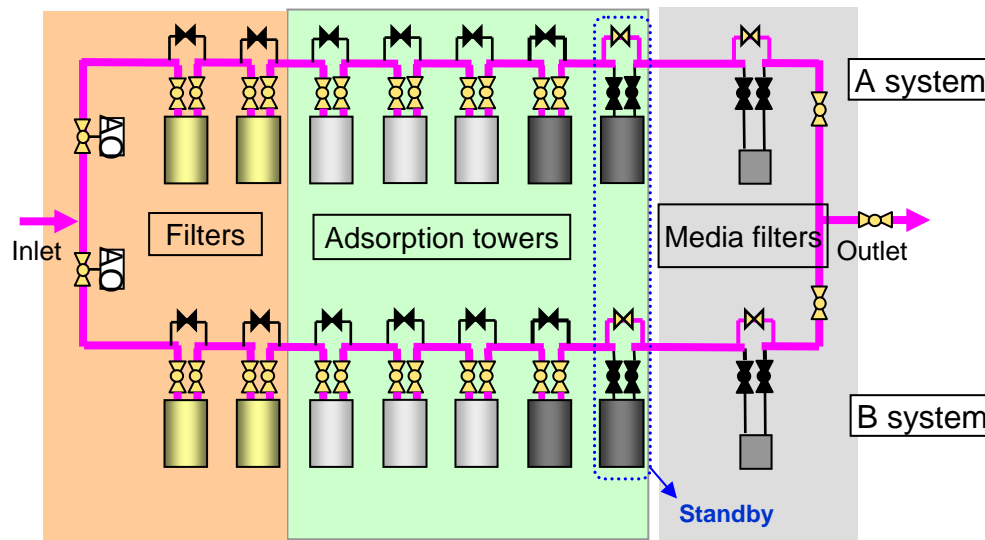 A system
Inlet
Filters
Adsorption towers
Media filters
Outlet
B system
Standby